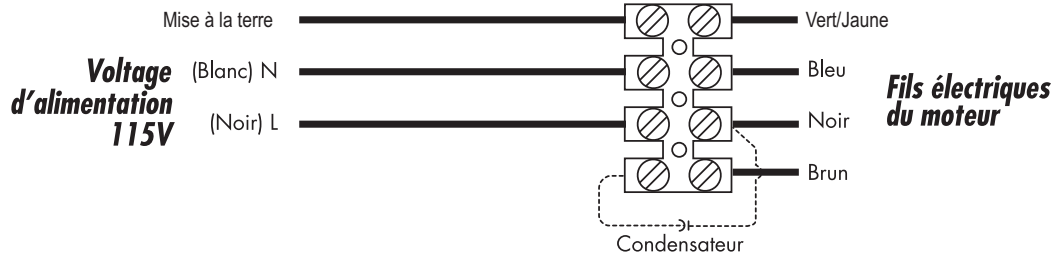 Mise à la terre
Vert/Jaune
Voltage
d'alimentation
115V
(Blanc) N
Bleu
(Noir) L
Noir
Fils électriques
du moteur
Brun
Condensateur